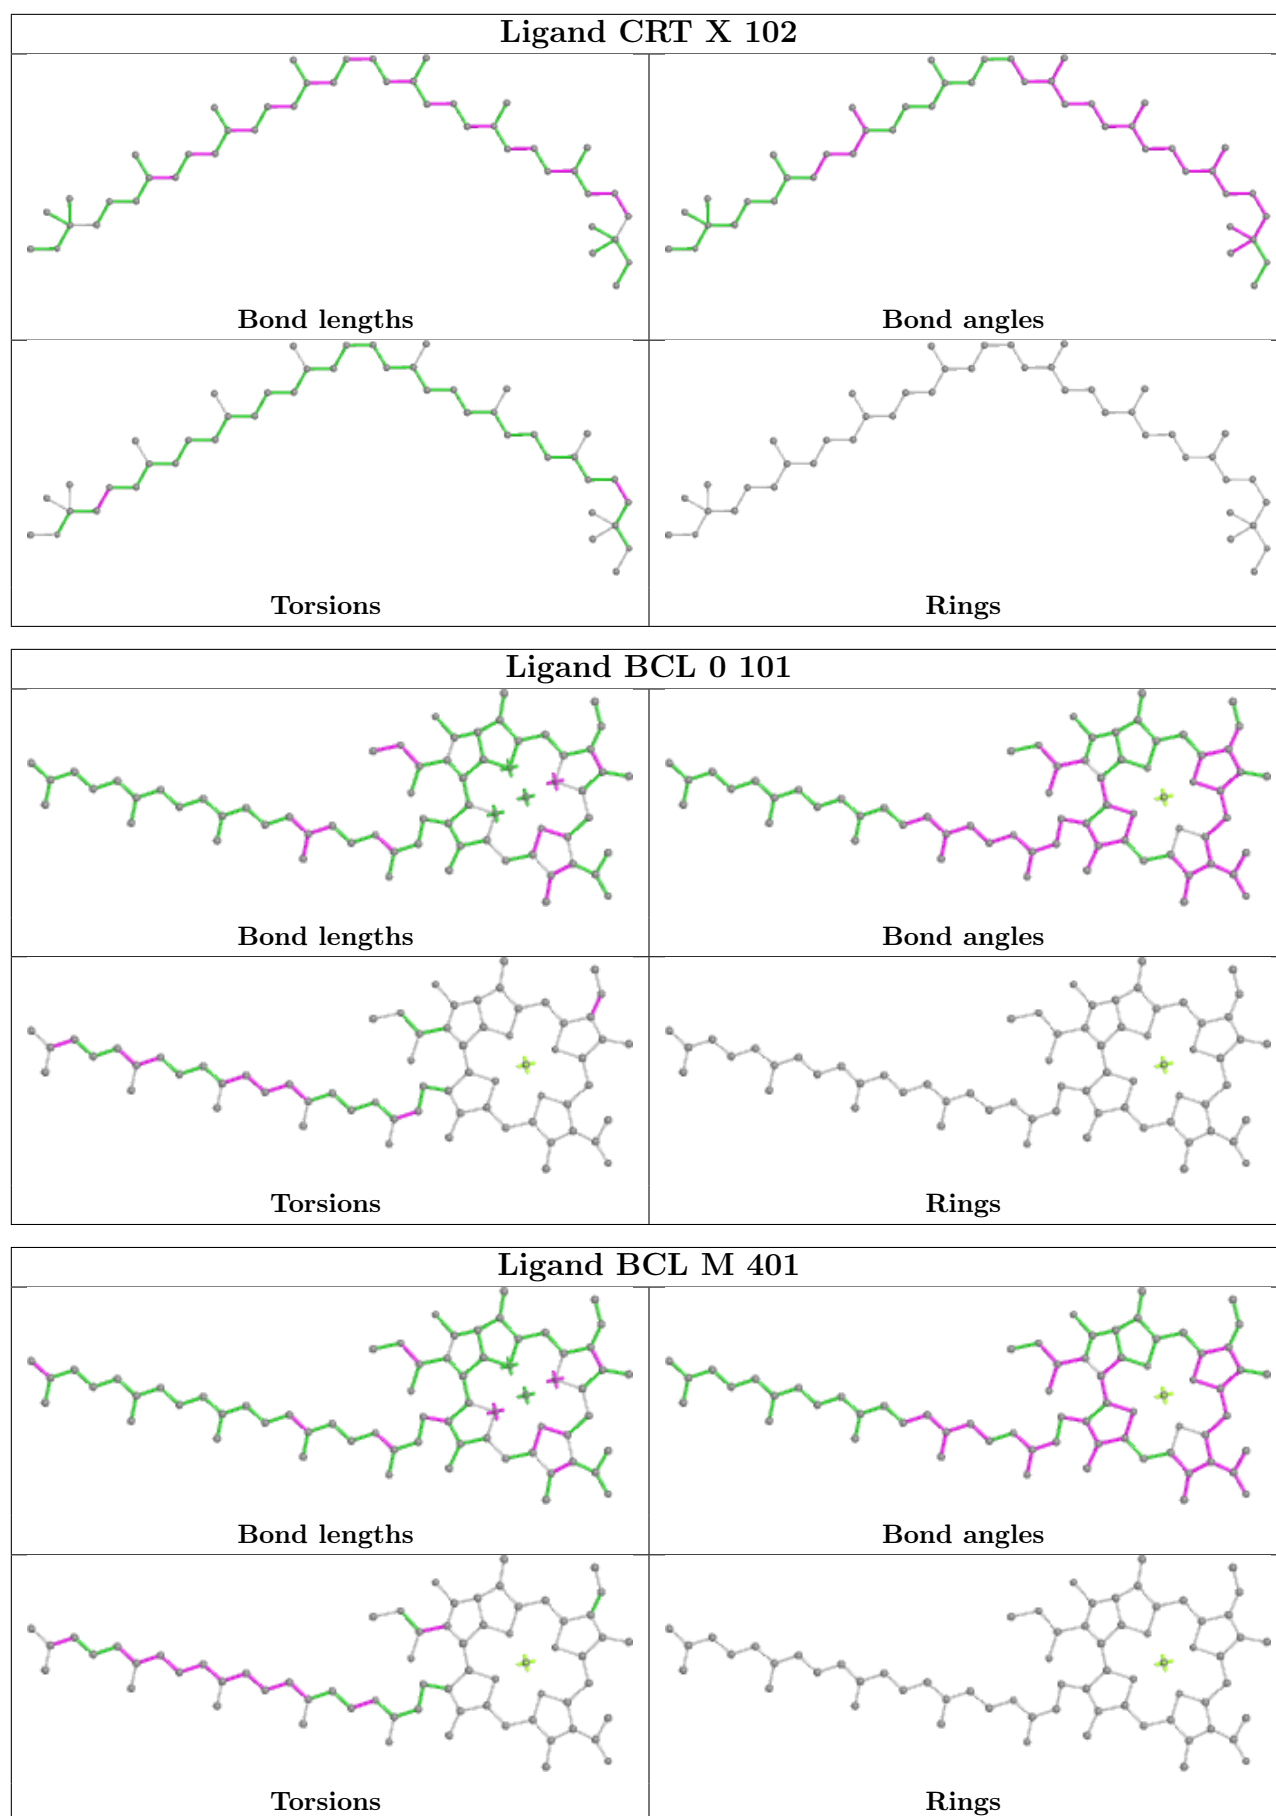 Ligand CRT X 102
Bond lengths
Bond angles
Torsions
Rings
Ligand BCL 0 101
Bond lengths
Bond angles
Torsions
Rings
Ligand BCL M 401
Bond lengths
Bond angles
Torsions
Rings